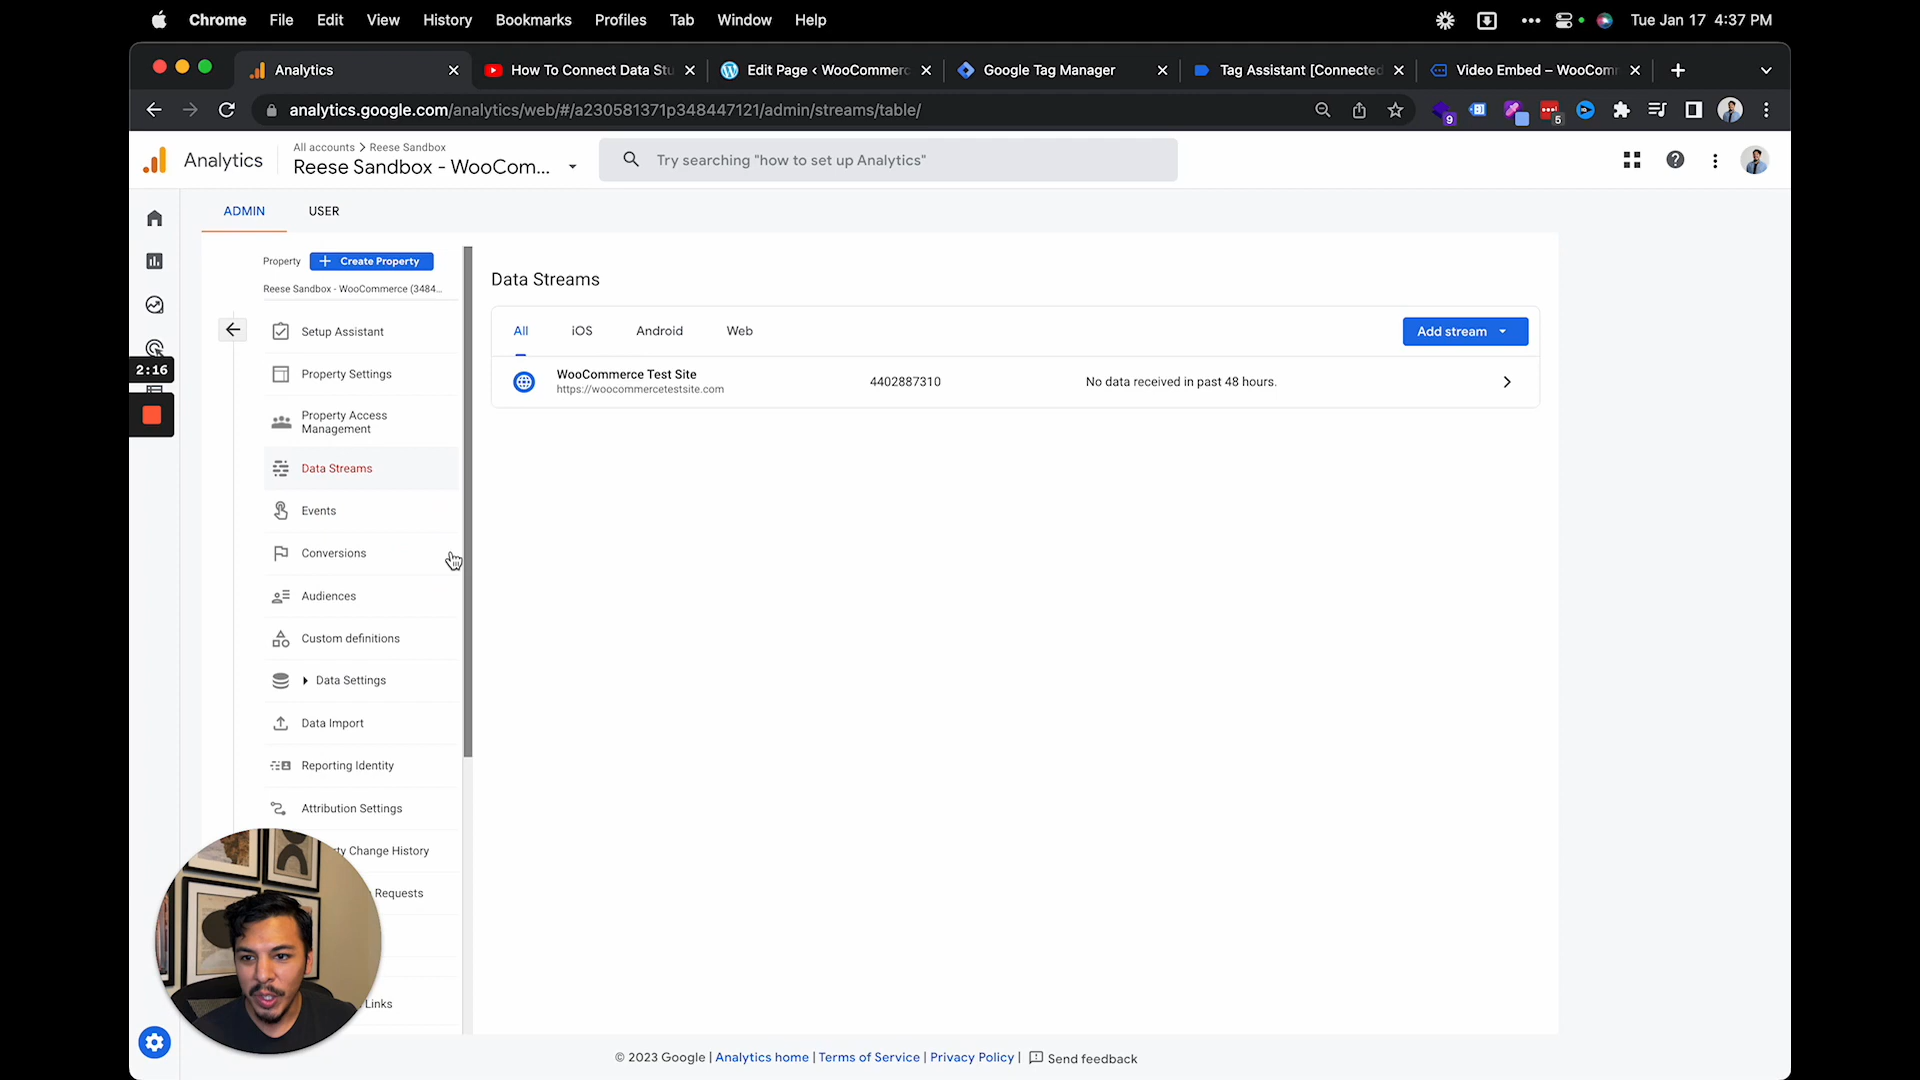 Chrome File Edit View History Bookmarks Profiles Tab Window Help
Tue Jan 17 4:37 PM
Analytics
How To Connect Data Stu
Edit Page ‹ WooCommerc
Google Tag Manager
Tag Assistant [Connected
Video Embed – WooCom
analytics.google.com/analytics/web/#/a230581371p348447121/admin/streams/table/
9
5
Analytics
All accounts > Reese Sandbox
Reese Sandbox - WooCom...
Try searching "how to set up Analytics"
ADMIN
USER
Property
Create Property
Reese Sandbox - WooCommerce (3484...
Setup Assistant
Property Settings
Property Access
Management
Data Streams
Events
Conversions
Audiences
Custom definitions
Data Settings
Data Import
Reporting Identity
Attribution Settings
ty Change History
Requests
Links
2:16
Data Streams
All
iOS
Android
Web
Add stream
WooCommerce Test Site
https://woocommercetestsite.com
4402887310
No data received in past 48 hours.
© 2023 Google | Analytics home | Terms of Service | Privacy Policy | Send feedback